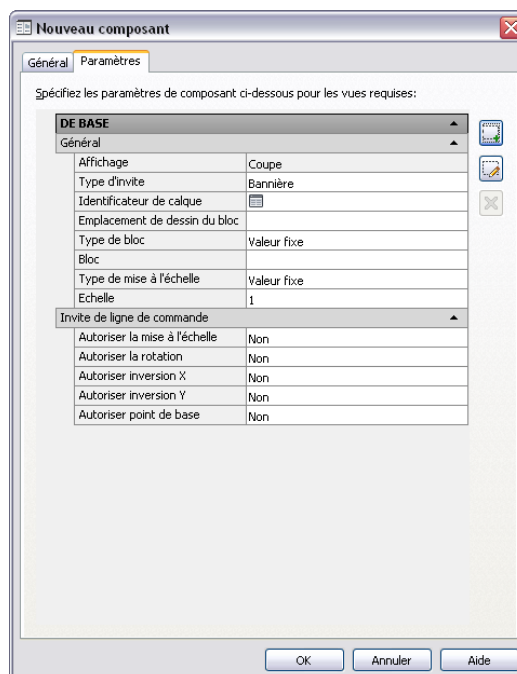 Nouveau composant
Général Paramètres
Spécifiez les paramètres de composant ci-dessous pour les vues requises:
DE BASE
Général
Affichage Coupe
Type d'invite Bannière
Identificateur de calque
Emplacement de dessin du bloc
Type de bloc Valeur fixe
Bloc
Type de mise à l'échelle Valeur fixe
Echelle 1
Invite de ligne de commande
Autoriser la mise à l'échelle Non
Autoriser la rotation Non
Autoriser inversion X Non
Autoriser inversion Y Non
Autoriser point de base Non
OK Annuler Aide